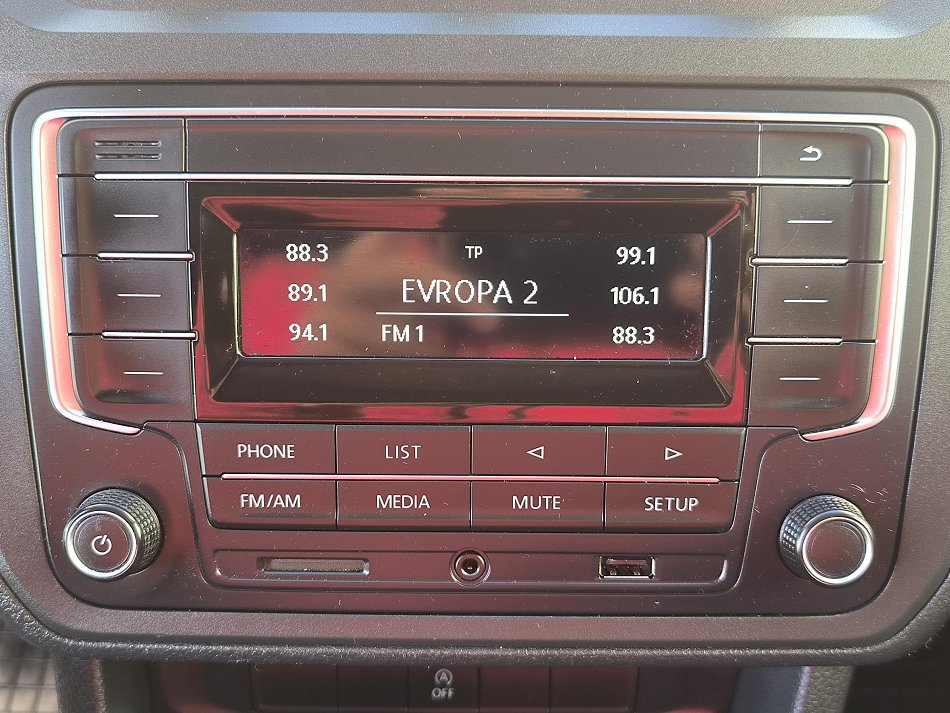 88.3 TP 99.1
89.1 EVROPA 2 106.1
94.1 FM 1 88.3
PHONE LIST
FM/AM MEDIA MUTE SETUP
A
OFF